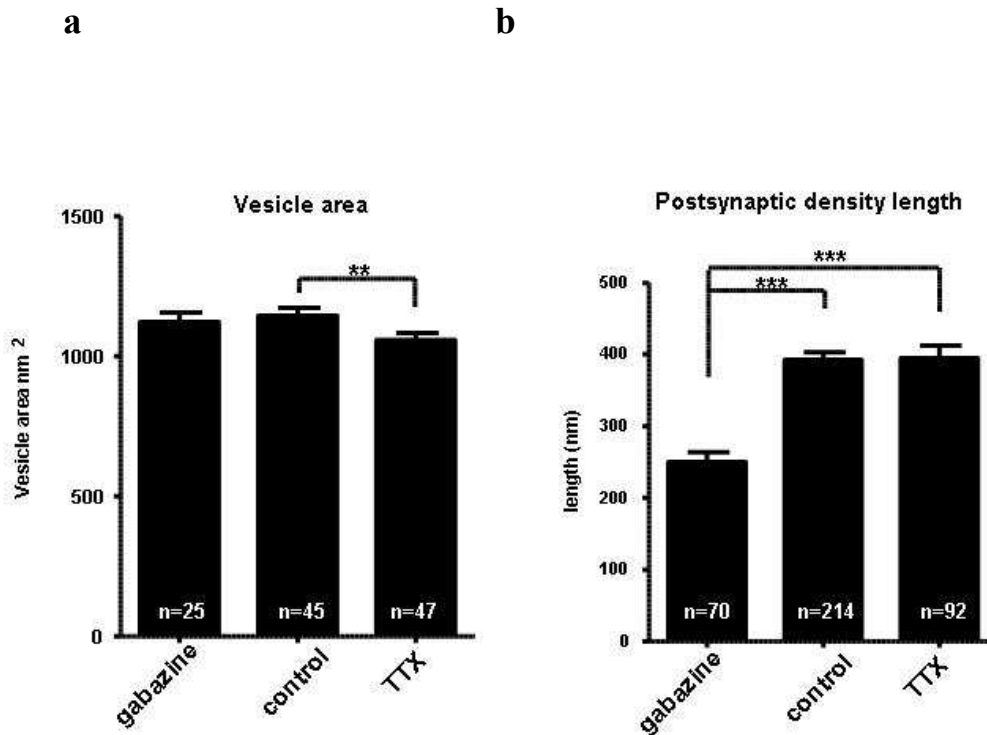 a
b
Vesicle area
1500
1000
500
0
Vesicle area nm 2
**
n=25
n=45
n=47
gabazine
control
TTX
Postsynaptic density length
500
400
300
200
100
0
length (nm)
***
***
n=70
n=214
n=92
gabazine
control
TTX